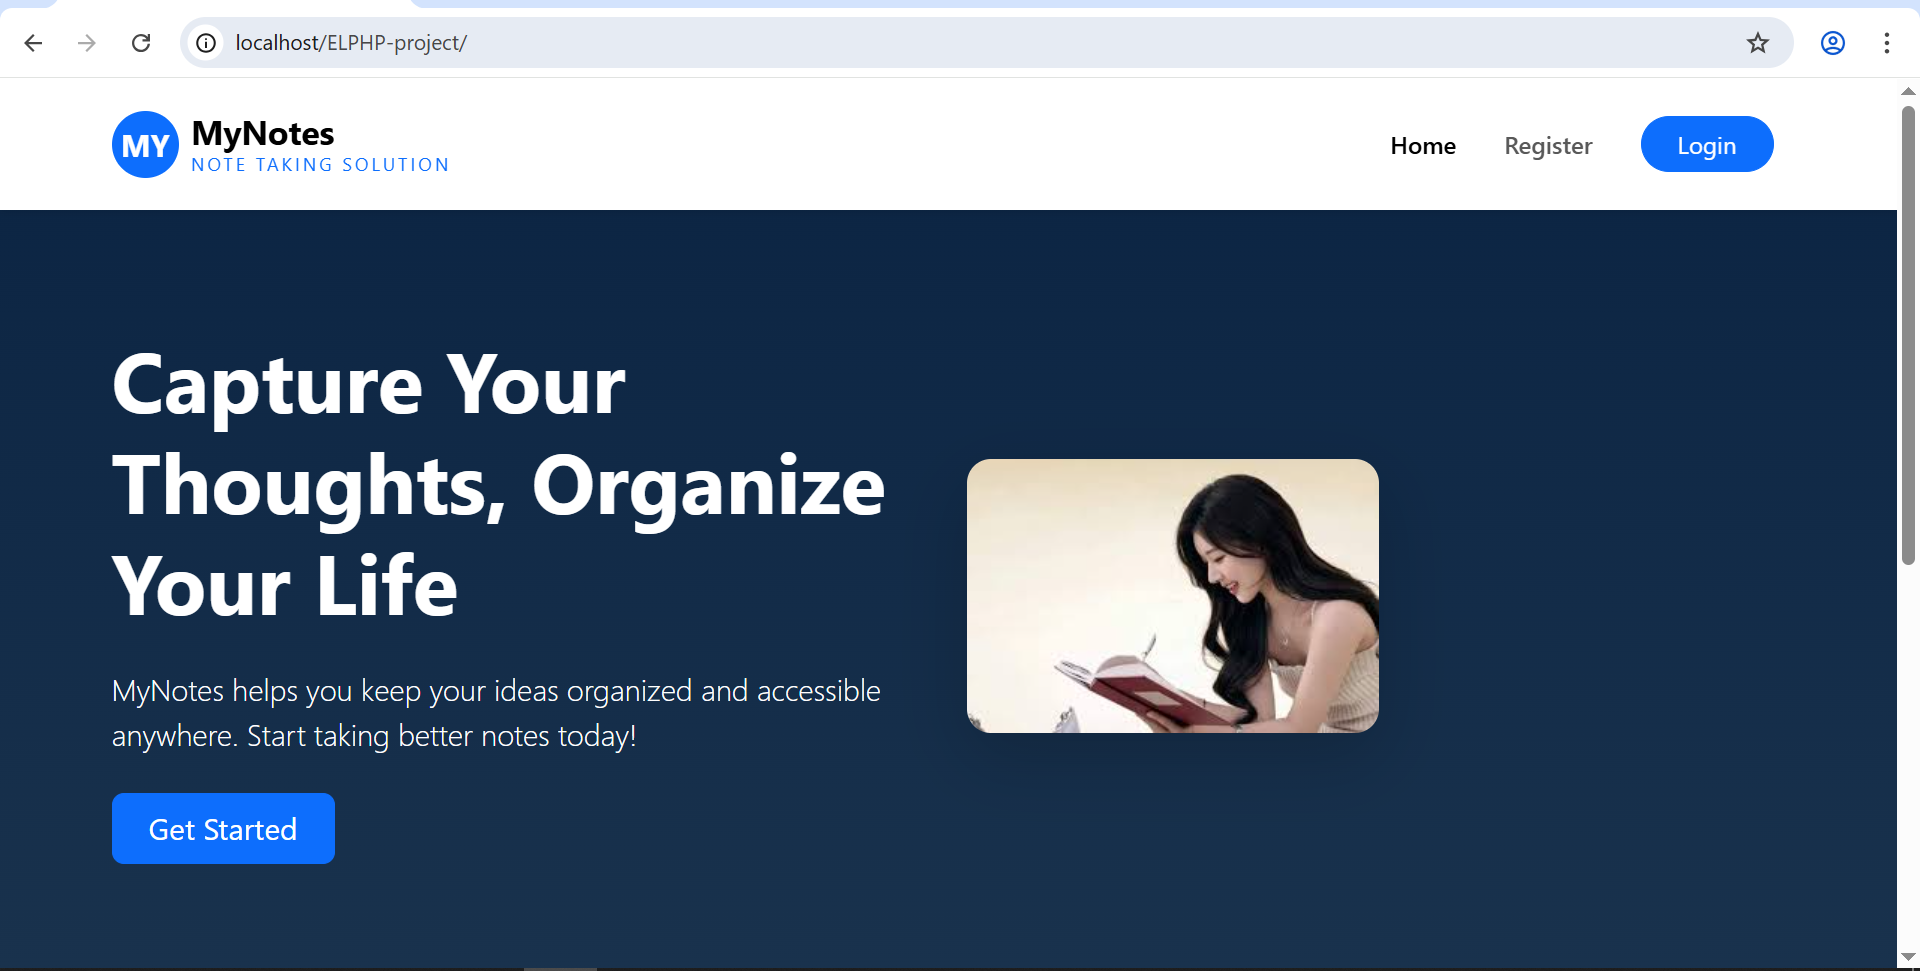 localhost/ELPHP-project/
MY
MyNotes
NOTE TAKING SOLUTION
Home
Register
Login
Capture Your
Thoughts, Organize
Your Life
MyNotes helps you keep your ideas organized and accessible
anywhere. Start taking better notes today!
Get Started